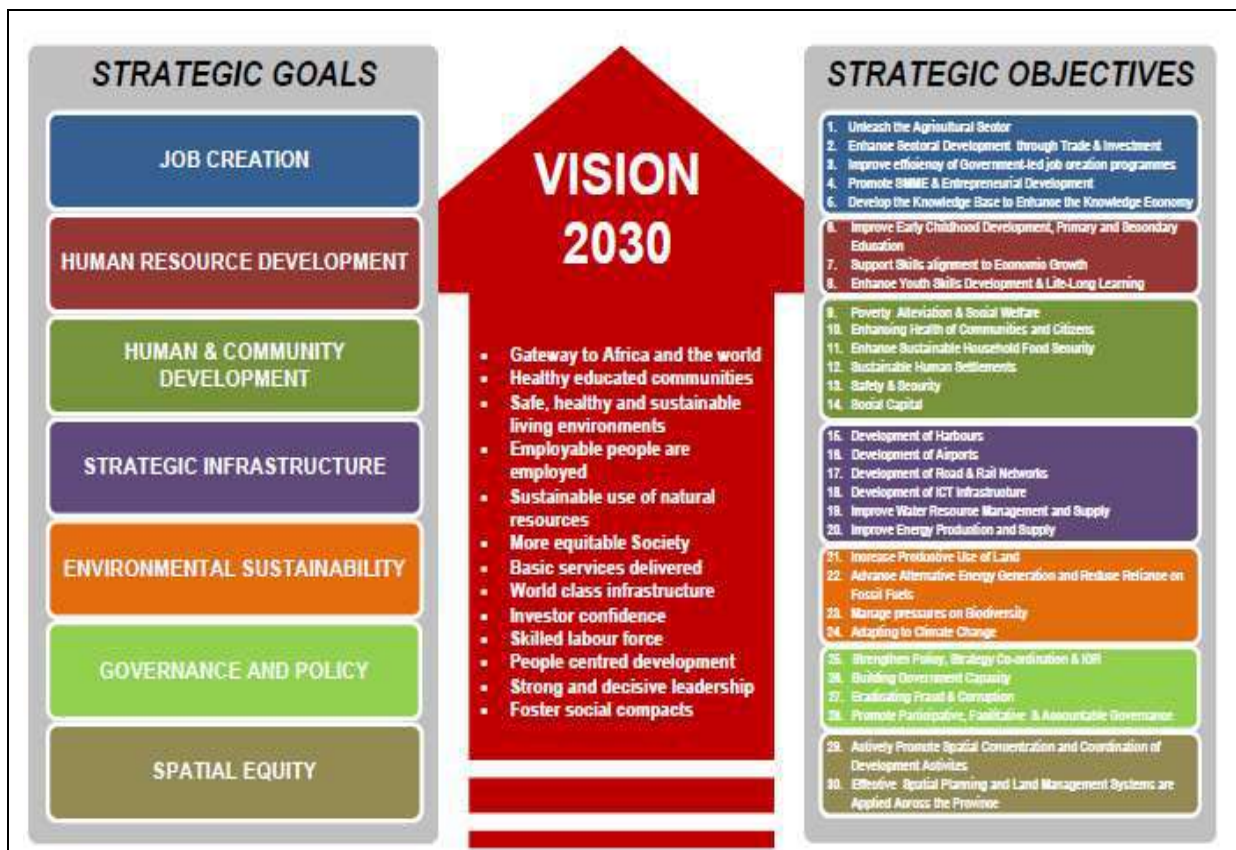 STRATEGIC GOALS
JOB CREATION
HUMAN RESOURCE DEVELOPMENT
HUMAN & COMMUNITY
DEVELOPMENT
STRATEGIC INFRASTRUCTURE
ENVIRONMENTAL SUSTAINABILITY
GOVERNANCE AND POLICY
SPATIAL EQUITY
VISION
2030
▪ Gateway to Africa and the world
▪ Healthy educated communities
▪ Safe, healthy and sustainable
living environments
▪ Employable people are
employed
▪ Sustainable use of natural
resources
▪ More equitable Society
▪ Basic services delivered
▪ World class infrastructure
▪ Investor confidence
▪ Skilled labour force
▪ People centred development
▪ Strong and decisive leadership
▪ Foster social compacts
STRATEGIC OBJECTIVES
1. Unleash the Agricultural Sector
2. Enhance Sectoral Development through Trade & Investment
3. Improve efficiency of Government-led job creation programmes
4. Promote SMME & Entrepreneurial Development
5. Develop the Knowledge Base to Enhance the Knowledge Economy
6. Improve Early Childhood Development, Primary and Secondary
Education
7. Support Skills alignment to Economic Growth
8. Enhance Youth Skills Development & Life-Long Learning
9. Poverty Alleviation & Social Welfare
10. Enhancing Health of Communities and Citizens
11. Enhance Sustainable Household Food Security
12. Sustainable Human Settlements
13. Safety & Security
14. Social Capital
15. Development of Harbours
16. Development of Airports
17. Development of Road & Rail Networks
18. Development of ICT Infrastructure
19. Improve Water Resource Management and Supply
20. Improve Energy Production and Supply
21. Increase Productive Use of Land
22. Advance Alternative Energy Generation and Reduce Reliance on
Fossil Fuels
23. Manage pressures on Biodiversity
24. Adapting to Climate Change
25. Strengthen Policy, Strategy Co-ordination & IGR
26. Building Government Capacity
27. Eradicating Fraud & Corruption
28. Promote Participative, Facilitative & Accountable Governance
29. Actively Promote Spatial Concentration and Coordination of
Development Activities
30. Effective Spatial Planning and Land Management Systems are
Applied Across the Province